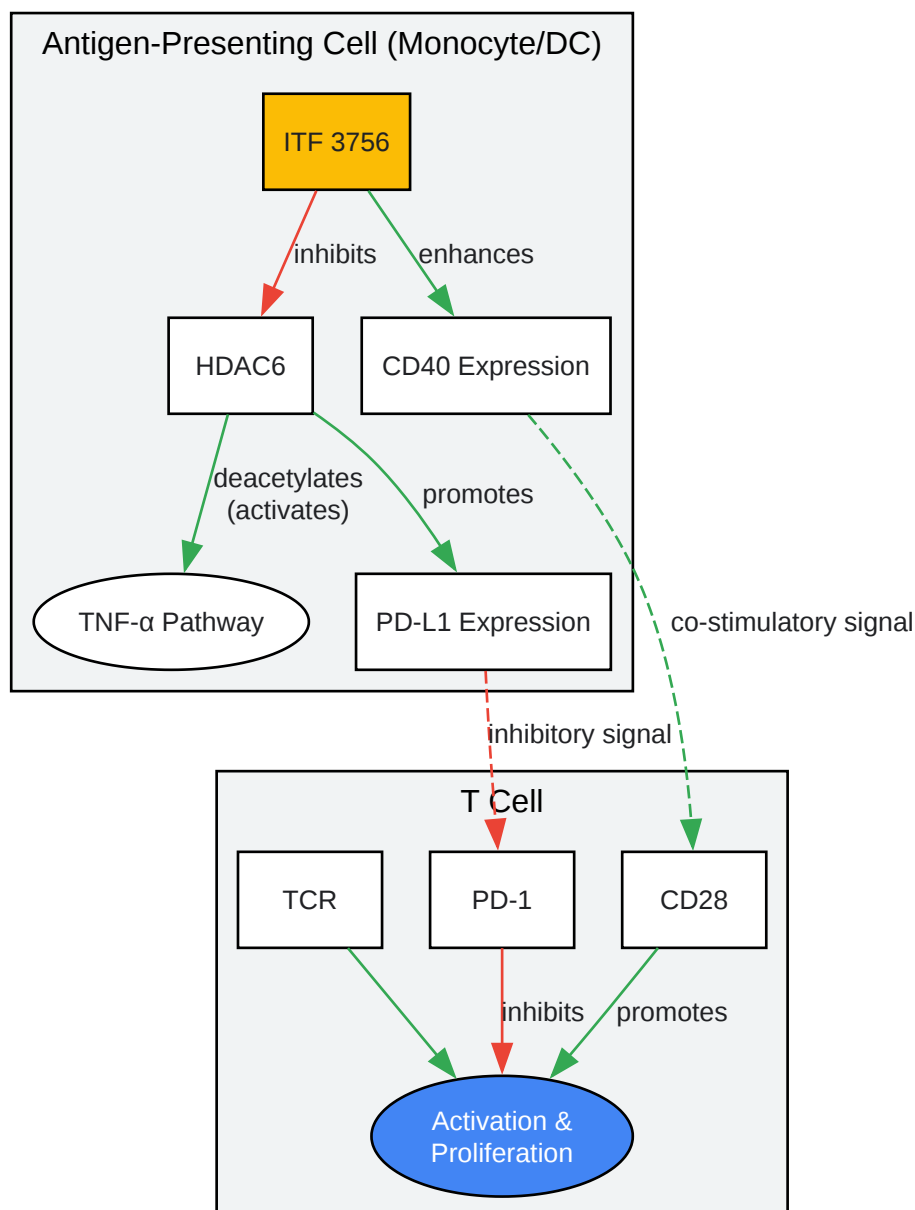 Antigen-Presenting Cell (Monocyte/DC)
ITF 3756
inhibits
enhances
HDAC6
CD40 Expression
deacetylates
(activates)
promotes
TNF-α Pathway
PD-L1 Expression
co-stimulatory signal
inhibitory signal
T Cell
TCR
PD-1
CD28
inhibits
promotes
Activation &
Proliferation